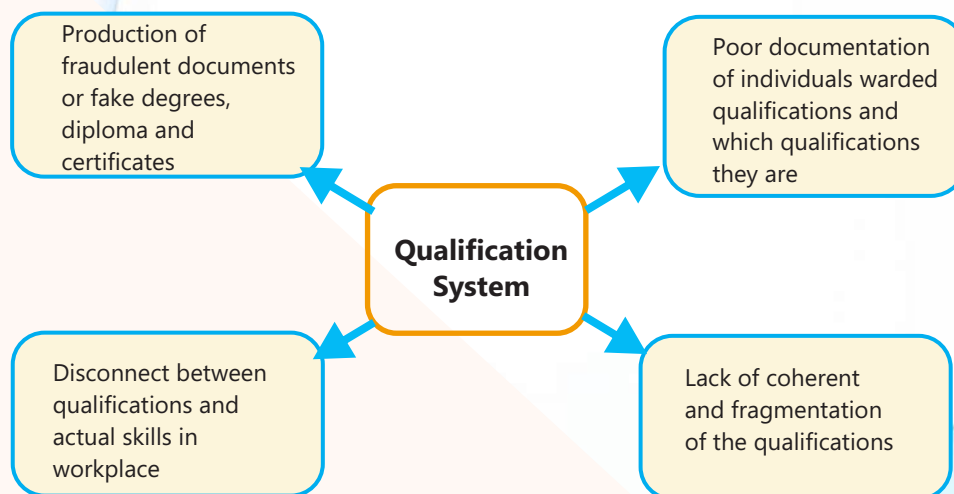 Production of
fraudulent documents
or fake degrees,
diploma and
certificates
Poor documentation
of individuals warded
qualifications and
which qualifications
they are
Qualification
System
Disconnect between
qualifications and
actual skills in
workplace
Lack of coherent
and fragmentation
of the qualifications